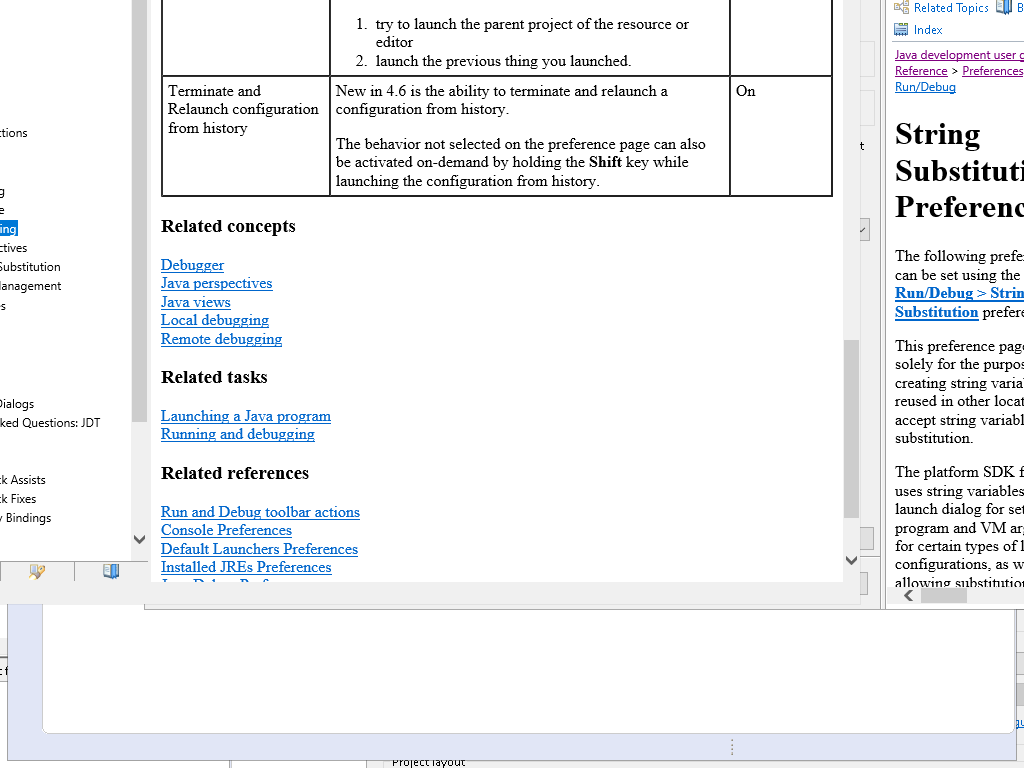 ctions
g
e
ing
ctives
Substitution
Management
s
Dialogs
ked Questions: JDT
k Assists
k Fixes
y Bindings
1. try to launch the parent project of the resource or
editor
2. launch the previous thing you launched.
Terminate and
Relaunch configuration
from history
New in 4.6 is the ability to terminate and relaunch a
configuration from history.
The behavior not selected on the preference page can also
be activated on-demand by holding the Shift key while
launching the configuration from history.
On
Related concepts
Debugger
Java perspectives
Java views
Local debugging
Remote debugging
Related tasks
Launching a Java program
Running and debugging
Related references
Run and Debug toolbar actions
Console Preferences
Default Launchers Preferences
Installed JREs Preferences
t
Related Topics
B
Index
Java development user g
Reference > Preferences
Run/Debug
String
Substituti
Preferenc
The following prefer
can be set using the
Run/Debug > Strin
Substitution prefere
This preference page
solely for the purpos
creating string varia
reused in other locat
accept string variabl
substitution.
The platform SDK f
uses string variables
launch dialog for set
program and VM arg
for certain types of l
configurations, as w
allowing substitution
Project layout